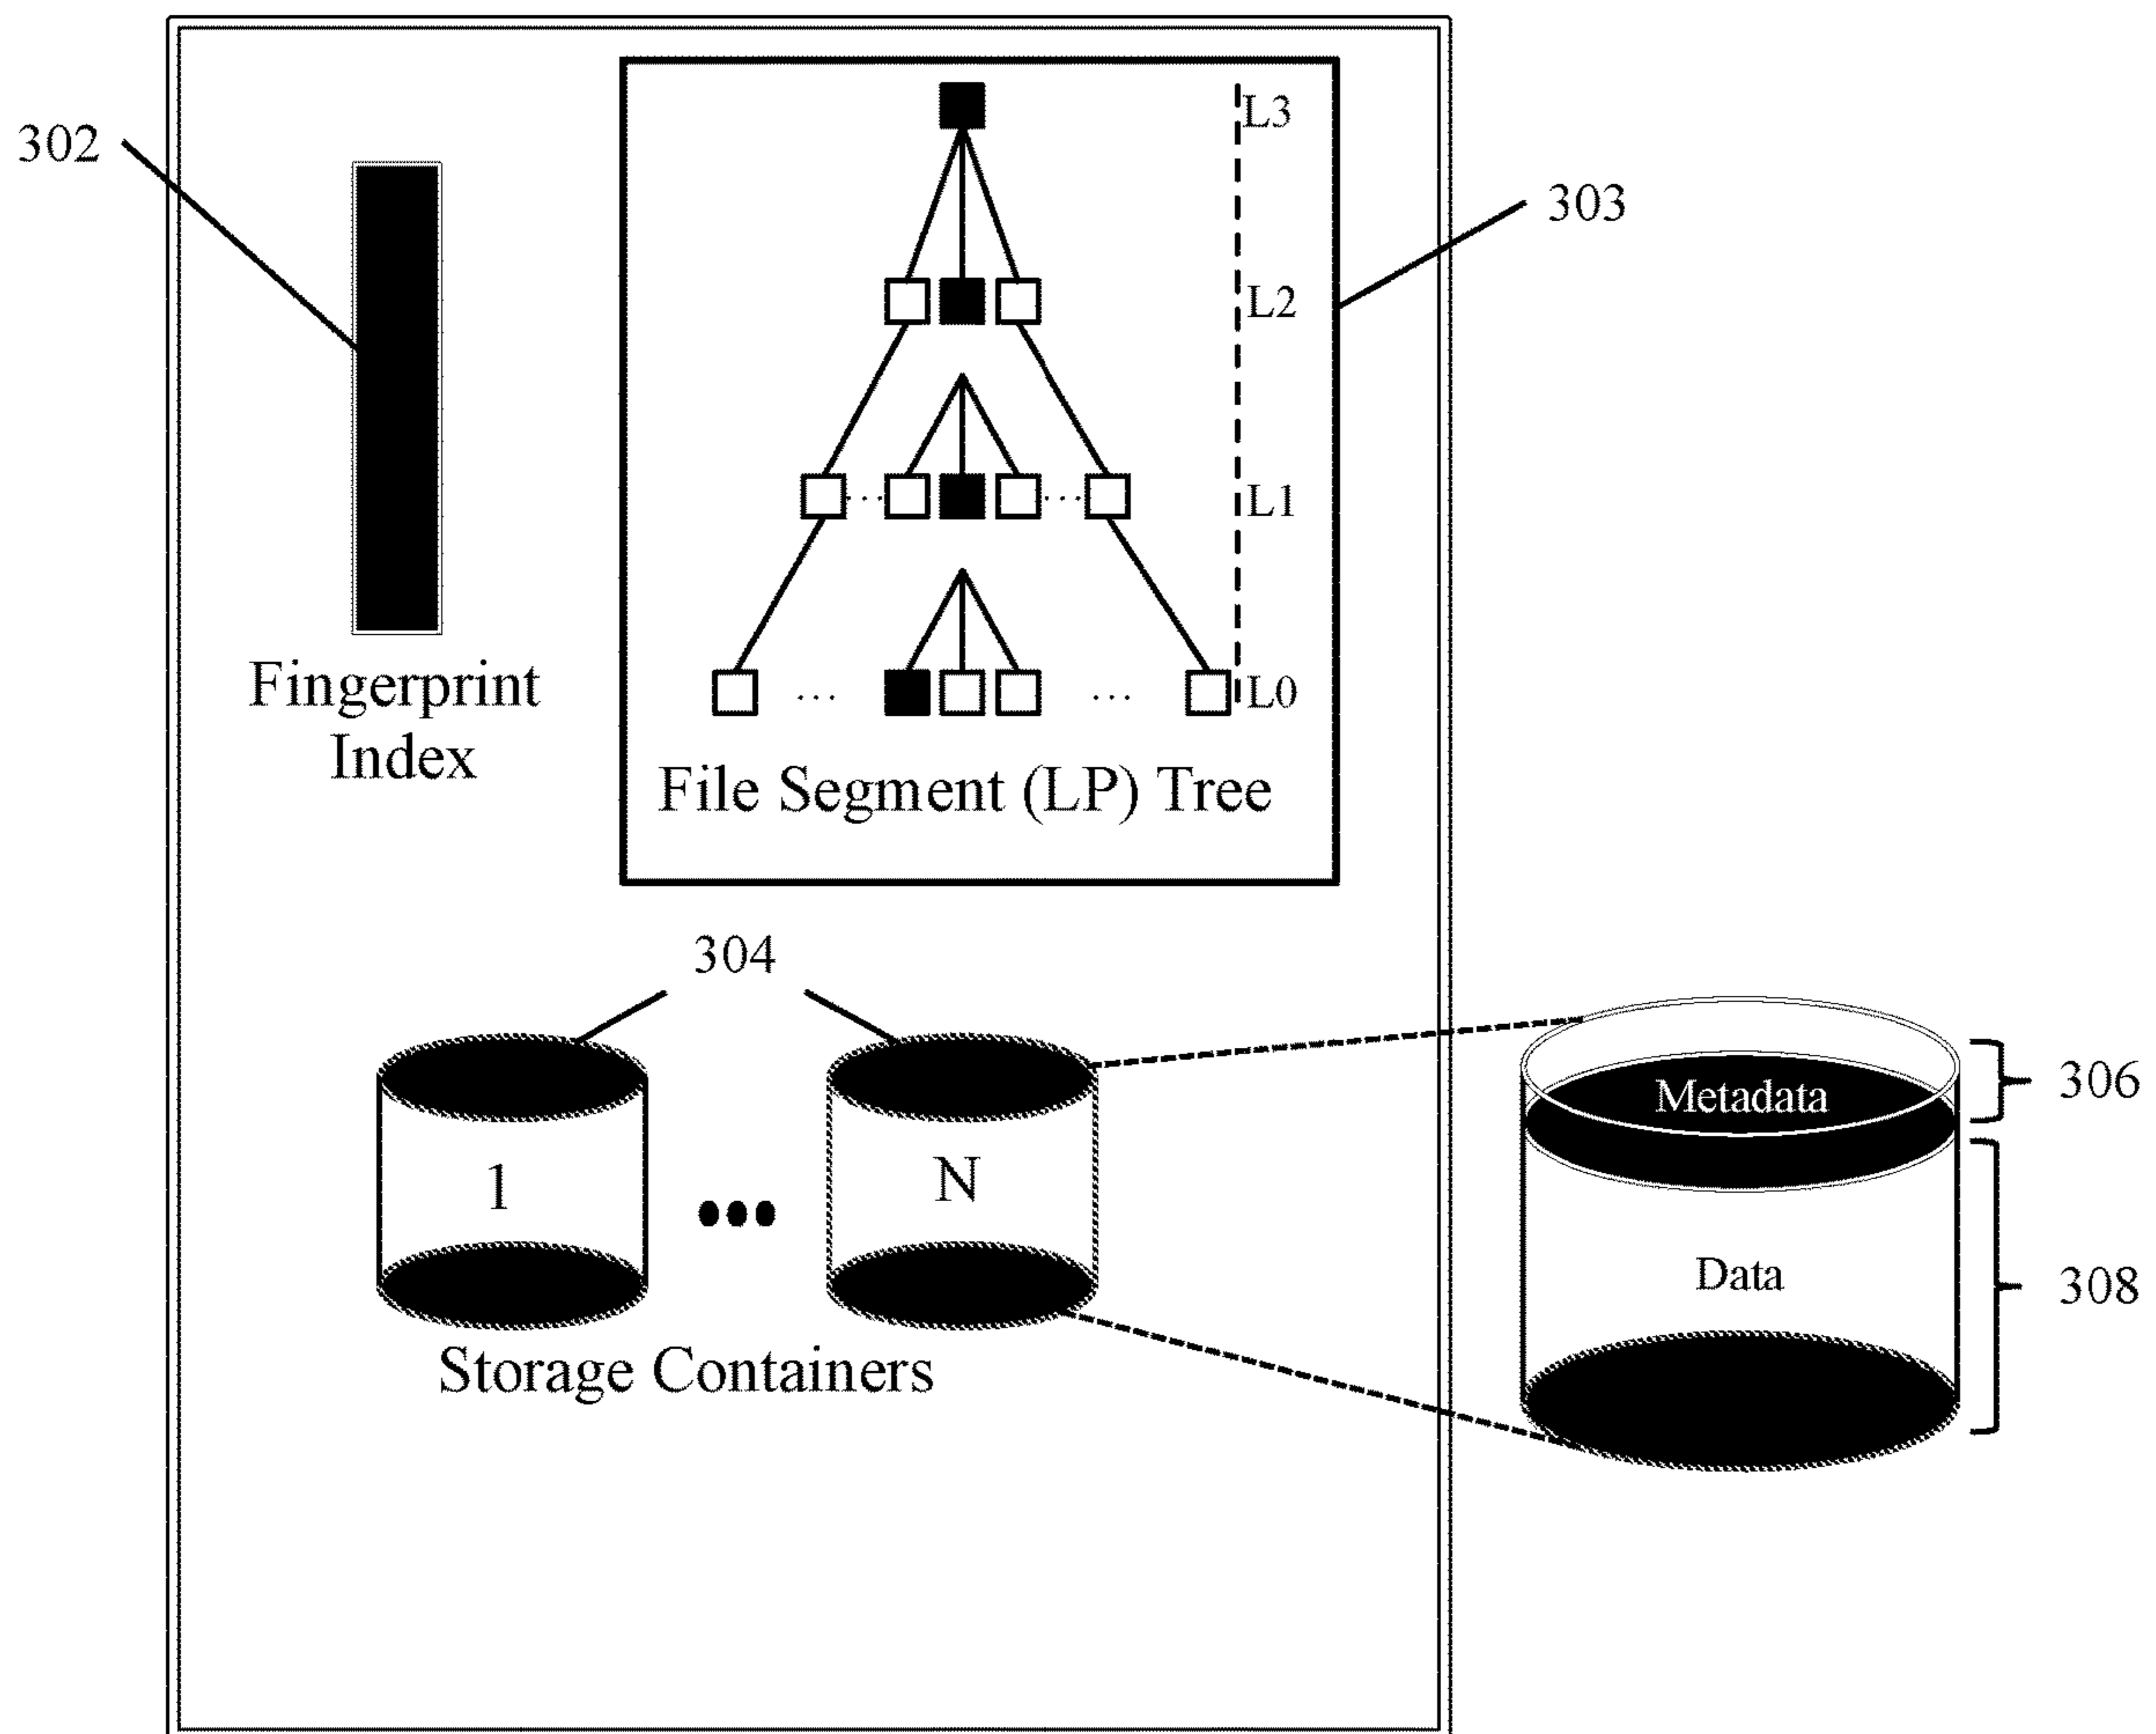 302
303
L3
L2
L1
L0
Fingerprint
Index
File Segment (LP) Tree
304
1
N
Storage Containers
Metadata
Data
306
308